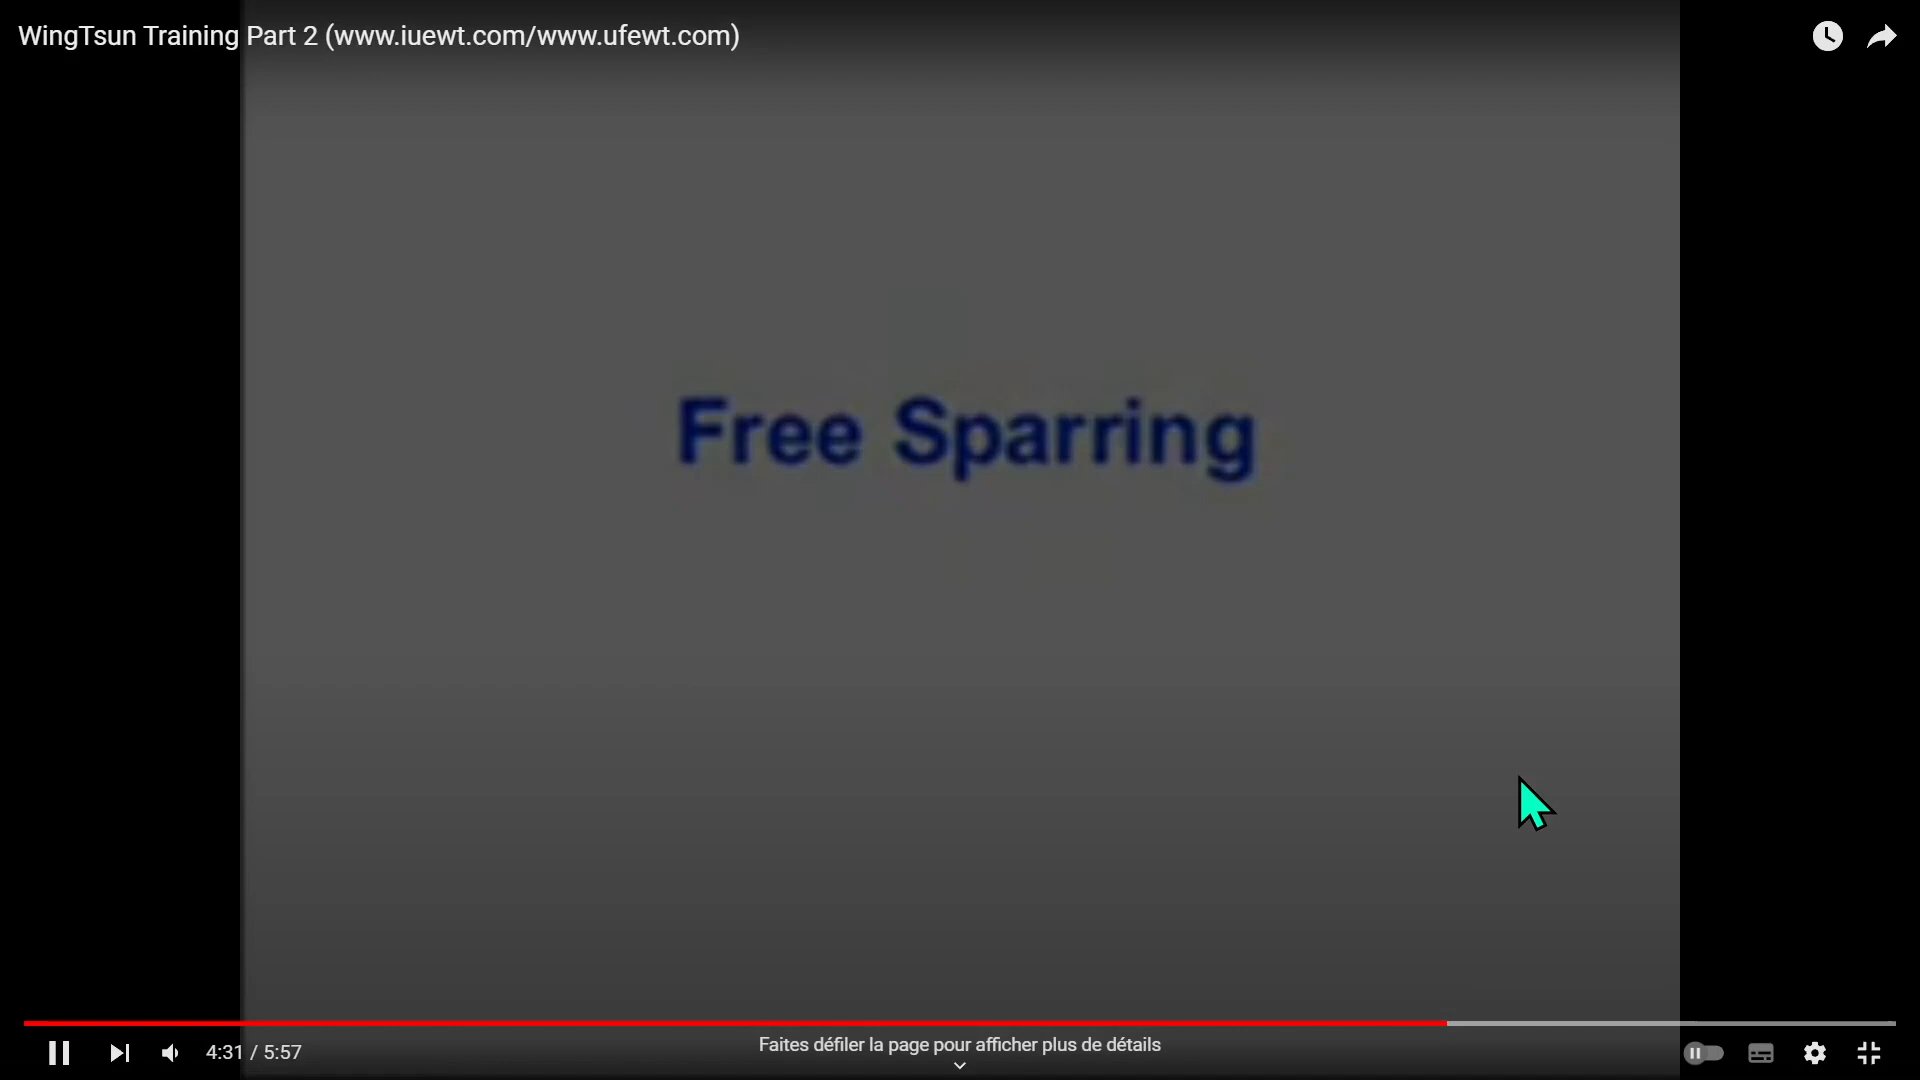 WingTsun Training Part 2 (www.iuewt.com/www.ufewt.com)
Free Sparring
4:31 / 5:57
Faites défiler la page pour afficher plus de détails